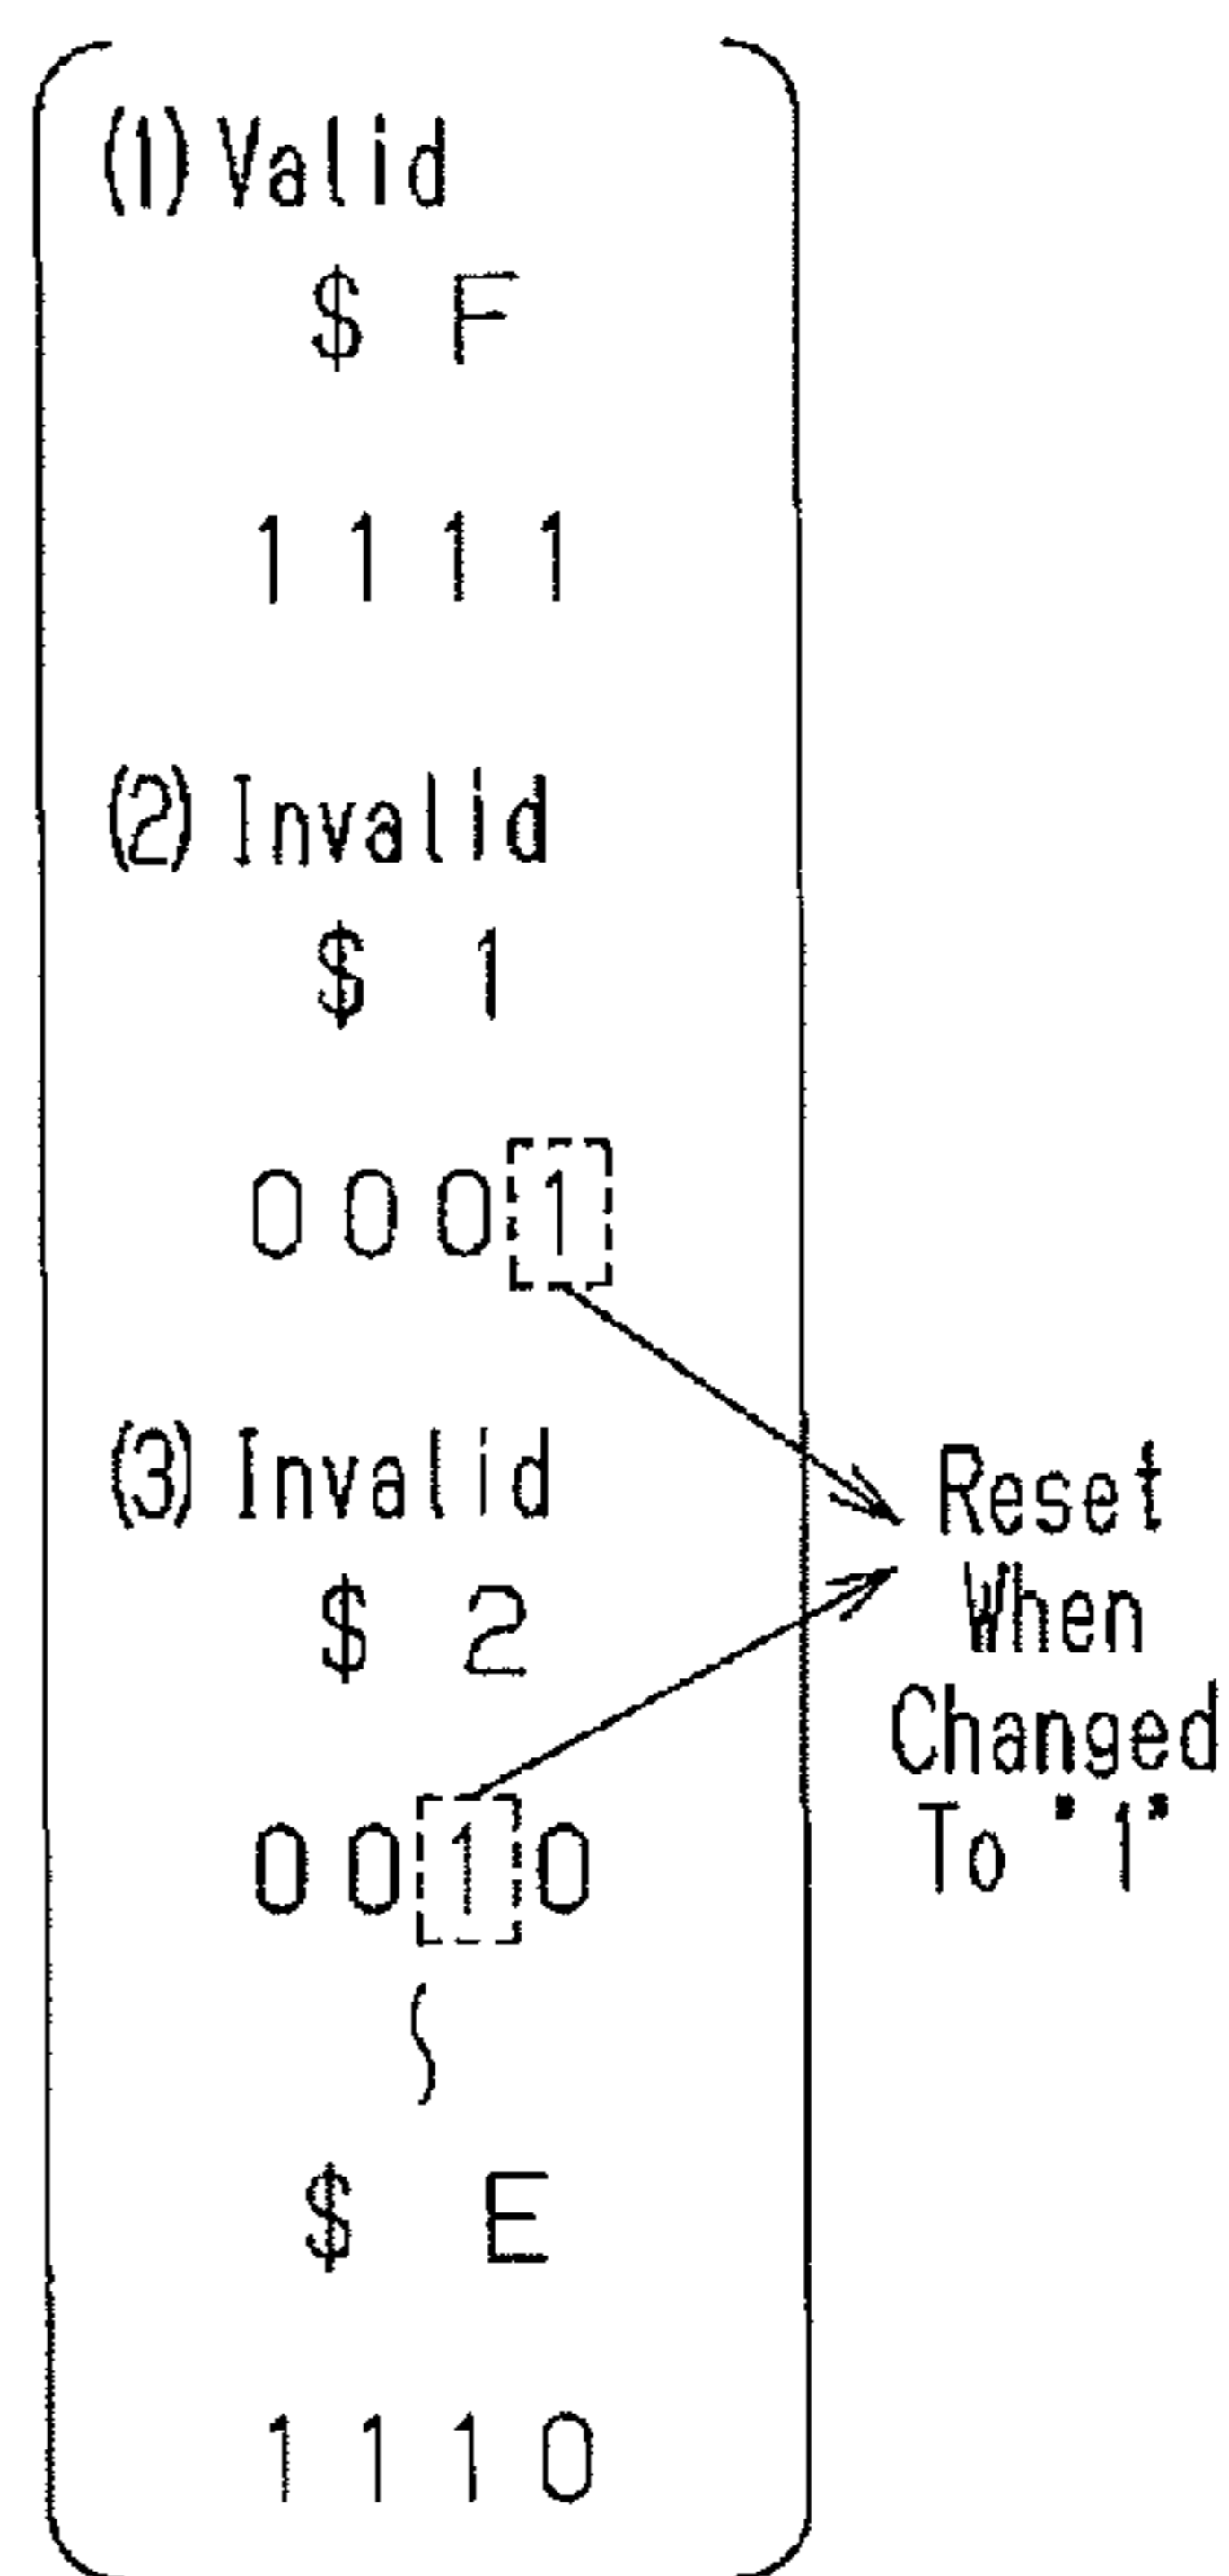 (1) Valid
$ F
1 1 1 1
(2) Invalid
$ 1
0 0 0 1
(3) Invalid
$ 2
0 0 1 0
$ E
1 1 1 0
Reset
When
Changed
To "1"